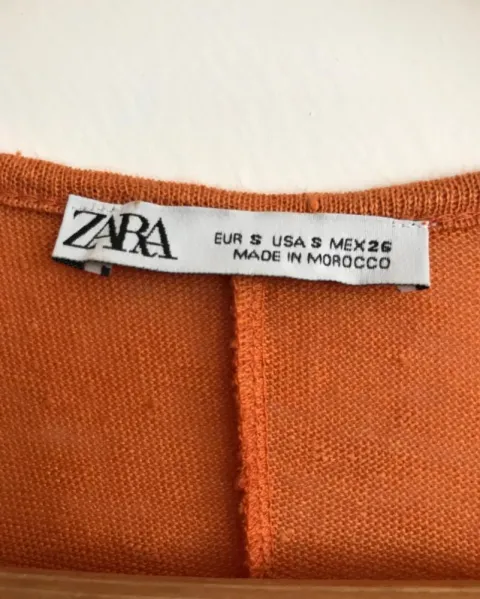 ZARA
EUR S USA S MEX 26
MADE IN MOROCCO